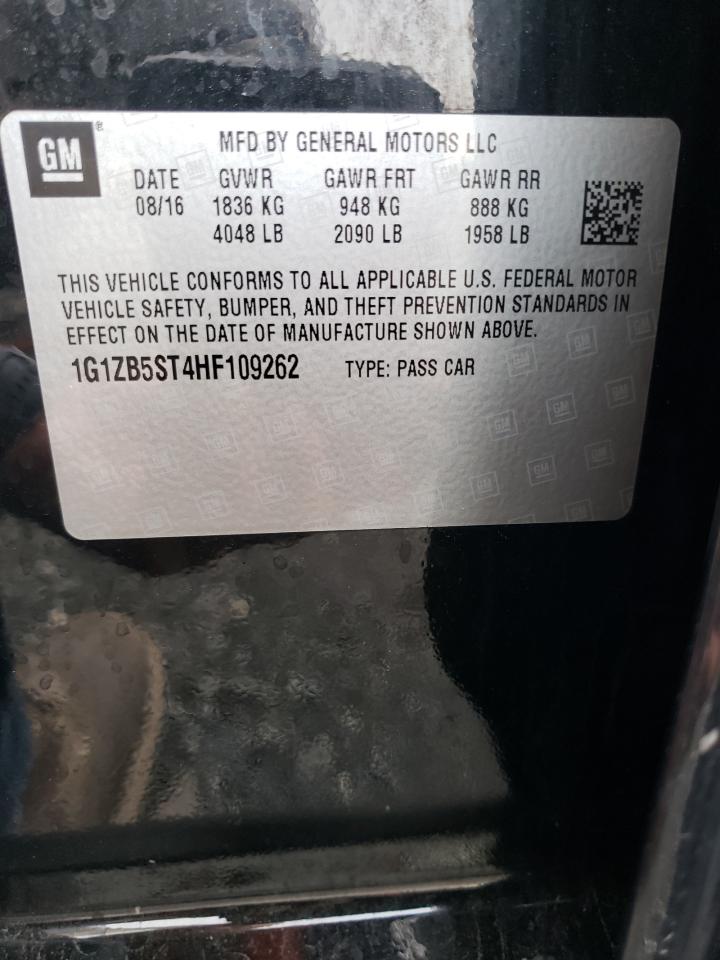 GM®
MFD BY GENERAL MOTORS LLC
DATE GVWR GAWR FRT GAWR RR
08/16 1836 KG 948 KG 888 KG
4048 LB 2090 LB 1958 LB
THIS VEHICLE CONFORMS TO ALL APPLICABLE U.S. FEDERAL MOTOR
VEHICLE SAFETY, BUMPER, AND THEFT PREVENTION STANDARDS IN
EFFECT ON THE DATE OF MANUFACTURE SHOWN ABOVE.
1G1ZB5ST4HF109262 TYPE: PASS CAR